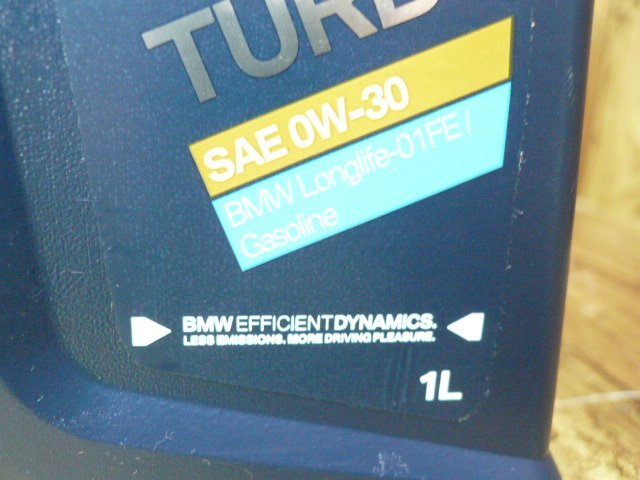 TURB
SAE 0W-30
BMW Longlife-01FE /
Gasoline
BMW EFFICIENTDYNAMICS.
LESS EMISSIONS. MORE DRIVING PLEASURE.
1L